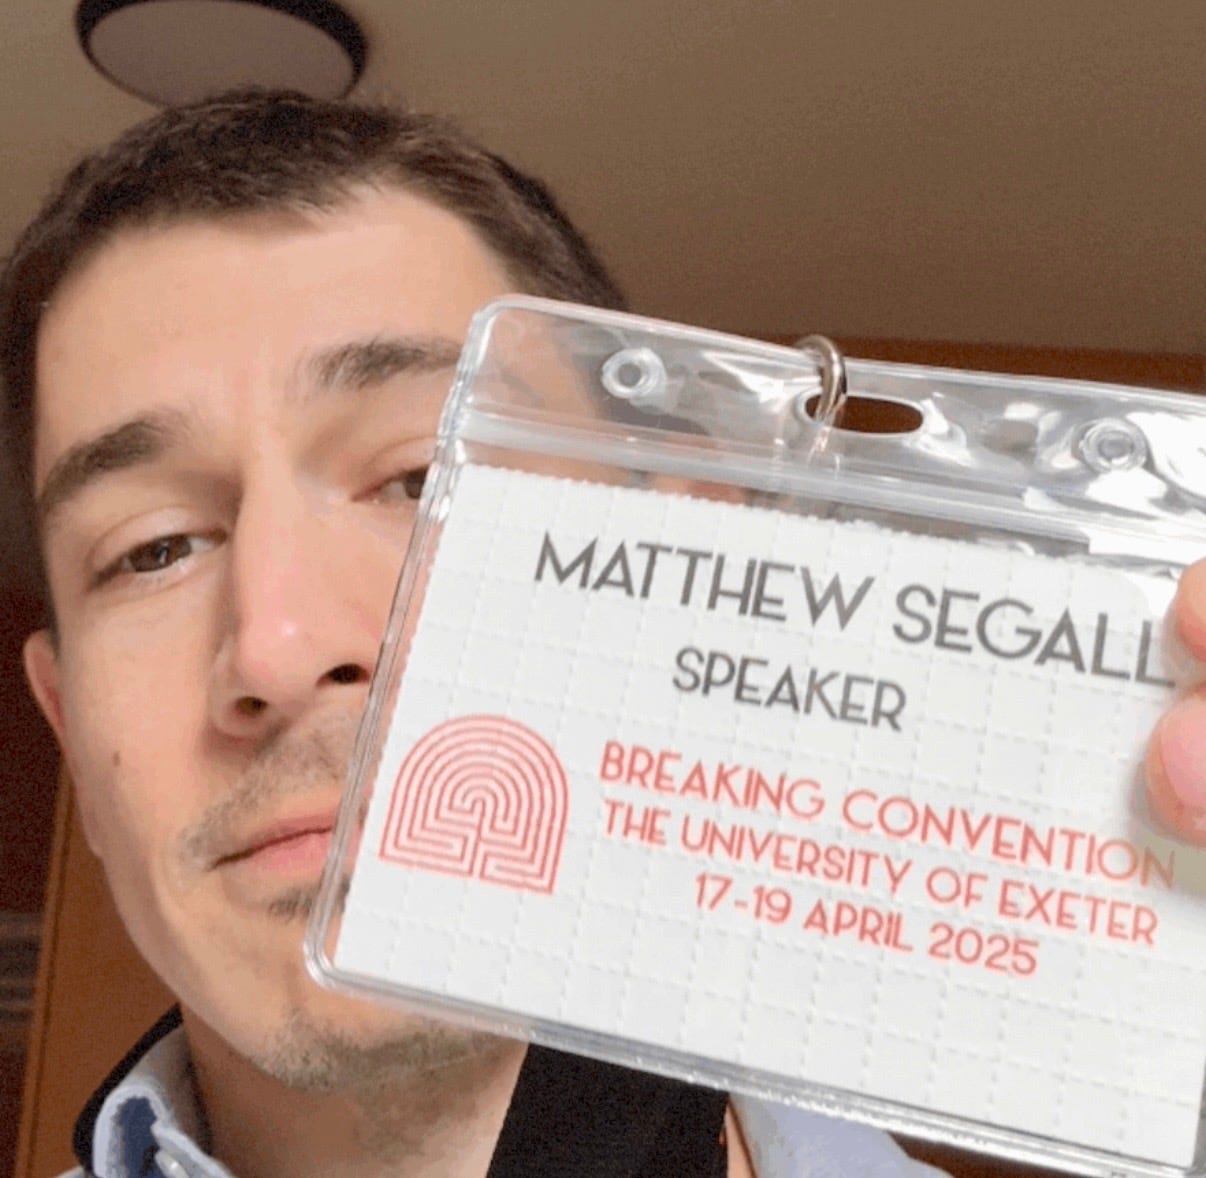 MATTHEW SEGALL
SPEAKER
BREAKING CONVENTION
THE UNIVERSITY OF EXETER
17-19 APRIL 2025